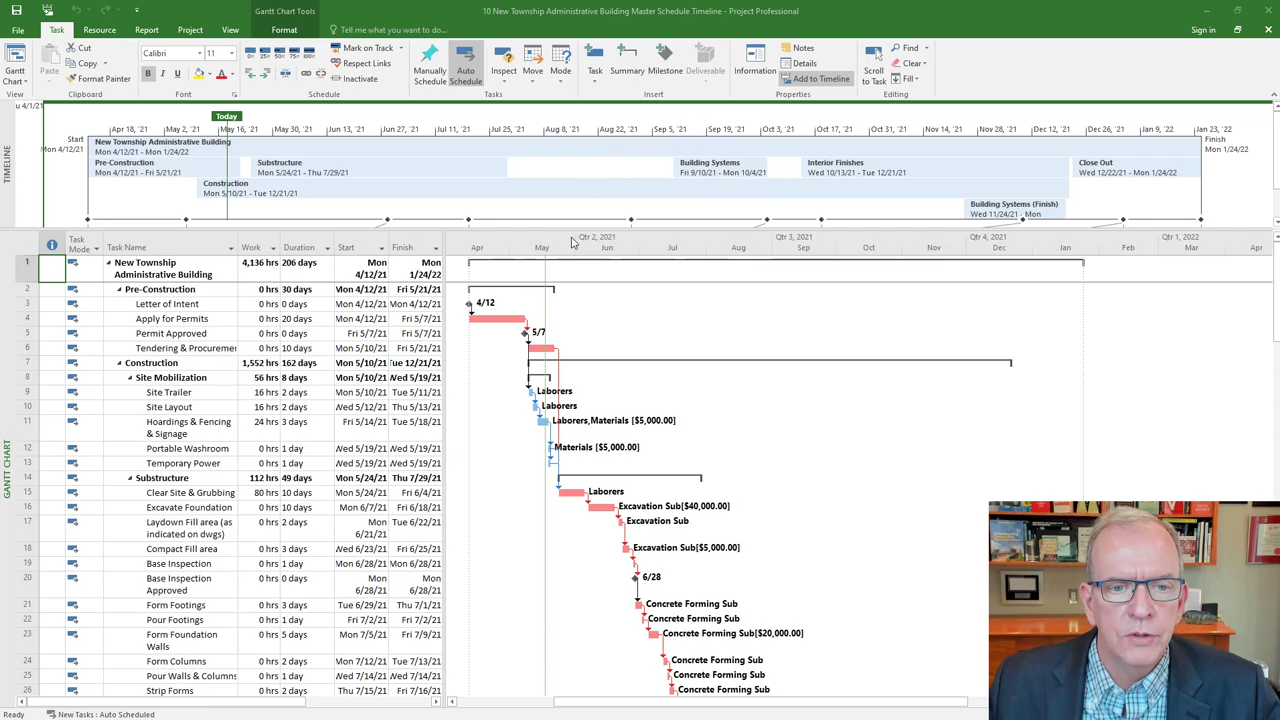 Gantt Chart Tools
10 New Township Administrative Building Master Schedule Timeline - Project Professional
File Task Resource Report Project View Format Tell me what you want to do... Sign in
Gantt Chart
View
Paste
Cut
Copy
Format Painter
Clipboard
Calibri 11
B I U
Font
0% 25% 50% 75% 100%
Mark on Track
Respect Links
Inactivate
Schedule
Manually Schedule
Auto Schedule
Inspect
Move
Mode
Tasks
Task
Summary
Milestone
Deliverable
Insert
Information
Notes
Details
Add to Timeline
Properties
Scroll to Task
Find
Clear
Fill
Editing
TIMELINE
u 4/1/21
Today
Apr 18, '21 May 2, '21 May 16, '21 May 30, '21 Jun 13, '21 Jun 27, '21 Jul 11, '21 Jul 25, '21 Aug 8, '21 Aug 22, '21 Sep 5, '21 Sep 19, '21 Oct 3, '21 Oct 17, '21 Oct 31, '21 Nov 14, '21 Nov 28, '21 Dec 12, '21 Dec 26, '21 Jan 9, '22 Jan 23, '22
Start
Mon 4/12/21
New Township Administrative Building
Mon 4/12/21 - Mon 1/24/22
Finish
Mon 1/24/22
Pre-Construction
Mon 4/12/21 - Fri 5/21/21
Substructure
Mon 5/24/21 - Thu 7/29/21
Building Systems
Fri 9/10/21 - Mon 10/4/21
Interior Finishes
Wed 10/13/21 - Tue 12/21/21
Close Out
Wed 12/22/21 - Mon 1/24/22
Construction
Mon 5/10/21 - Tue 12/21/21
Building Systems (Finish)
Wed 11/24/21 - Mon
GANTT CHART
Task Mode Task Name Work Duration Start Finish
Qtr 2, 2021 Qtr 3, 2021 Qtr 4, 2021 Qtr 1, 2022
Apr May Jun Jul Aug Sep Oct Nov Dec Jan Feb Mar Apr
1 New Township Administrative Building 4,136 hrs 206 days Mon 4/12/21 Mon 1/24/22
2 Pre-Construction 0 hrs 30 days Mon 4/12/21 Fri 5/21/21
3 Letter of Intent 0 hrs 0 days Mon 4/12/21 Mon 4/12/21 4/12
4 Apply for Permits 0 hrs 20 days Mon 4/12/21 Fri 5/7/21
5 Permit Approved 0 hrs 0 days Fri 5/7/21 Fri 5/7/21 5/7
6 Tendering & Procuremer 0 hrs 10 days Mon 5/10/21 Fri 5/21/21
7 Construction 1,552 hrs 162 days Mon 5/10/21 Tue 12/21/21
8 Site Mobilization 56 hrs 8 days Mon 5/10/21 Wed 5/19/21
9 Site Trailer 16 hrs 2 days Mon 5/10/21 Tue 5/11/21 Laborers
10 Site Layout 16 hrs 2 days Wed 5/12/21 Thu 5/13/21 Laborers
11 Hoardings & Fencing & Signage 24 hrs 3 days Fri 5/14/21 Tue 5/18/21 Laborers,Materials [$5,000.00]
12 Portable Washroom 0 hrs 1 day Wed 5/19/21 Wed 5/19/21 Materials [$5,000.00]
13 Temporary Power 0 hrs 1 day Wed 5/19/21 Wed 5/19/21
14 Substructure 112 hrs 49 days Mon 5/24/21 Thu 7/29/21
15 Clear Site & Grubbing 80 hrs 10 days Mon 5/24/21 Fri 6/4/21 Laborers
16 Excavate Foundation 0 hrs 10 days Mon 6/7/21 Fri 6/18/21 Excavation Sub[$40,000.00]
17 Laydown Fill area (as indicated on dwgs) 0 hrs 2 days Mon 6/21/21 Tue 6/22/21 Excavation Sub
18 Compact Fill area 0 hrs 3 days Wed 6/23/21 Fri 6/25/21 Excavation Sub[$5,000.00]
19 Base Inspection 0 hrs 1 day Mon 6/28/21 Mon 6/28/21
20 Base Inspection Approved 0 hrs 0 days Mon 6/28/21 Mon 6/28/21 6/28
21 Form Footings 0 hrs 3 days Tue 6/29/21 Thu 7/1/21 Concrete Forming Sub
22 Pour Footings 0 hrs 1 day Fri 7/2/21 Fri 7/2/21 Concrete Forming Sub
23 Form Foundation Walls 0 hrs 5 days Mon 7/5/21 Fri 7/9/21 Concrete Forming Sub[$20,000.00]
24 Form Columns 0 hrs 2 days Mon 7/12/21 Tue 7/13/21 Concrete Forming Sub
25 Pour Walls & Columns 0 hrs 1 day Wed 7/14/21 Wed 7/14/21 Concrete Forming Sub
26 Strip Forms 0 hrs 2 days Thu 7/15/21 Fri 7/16/21 Concrete Forming Sub
Ready New Tasks : Auto Scheduled